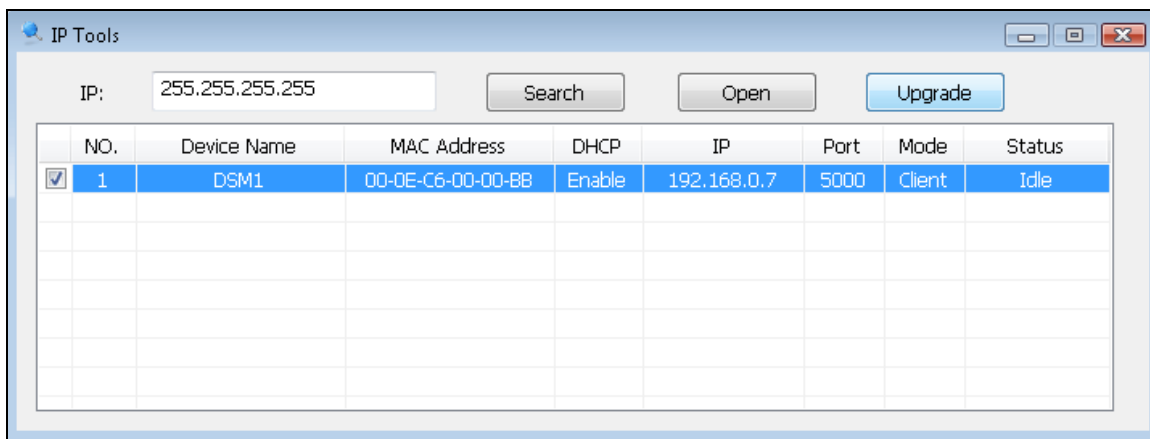 IP Tools
IP: 255.255.255.255 Search Open Upgrade
NO. Device Name MAC Address DHCP IP Port Mode Status
1 DSM1 00-0E-C6-00-00-BB Enable 192.168.0.7 5000 Client Idle